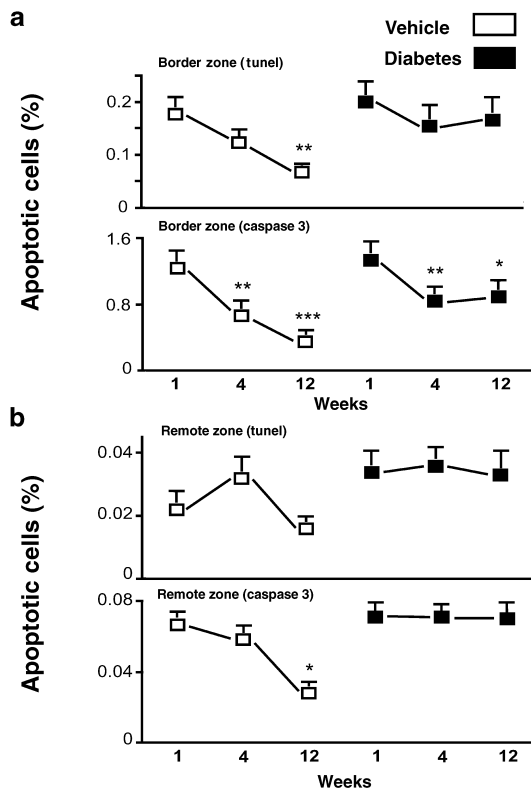 a
Vehicle
Diabetes
Border zone (tunel)
Apoptotic cells (%)
0.2
0.1
0
**
Border zone (caspase 3)
1.6
0.8
0
**
***
**
*
1 4 12 1 4 12
Weeks
b
Remote zone (tunel)
Apoptotic cells (%)
0.04
0.02
0
Remote zone (caspase 3)
0.08
0.04
0
*
1 4 12 1 4 12
Weeks